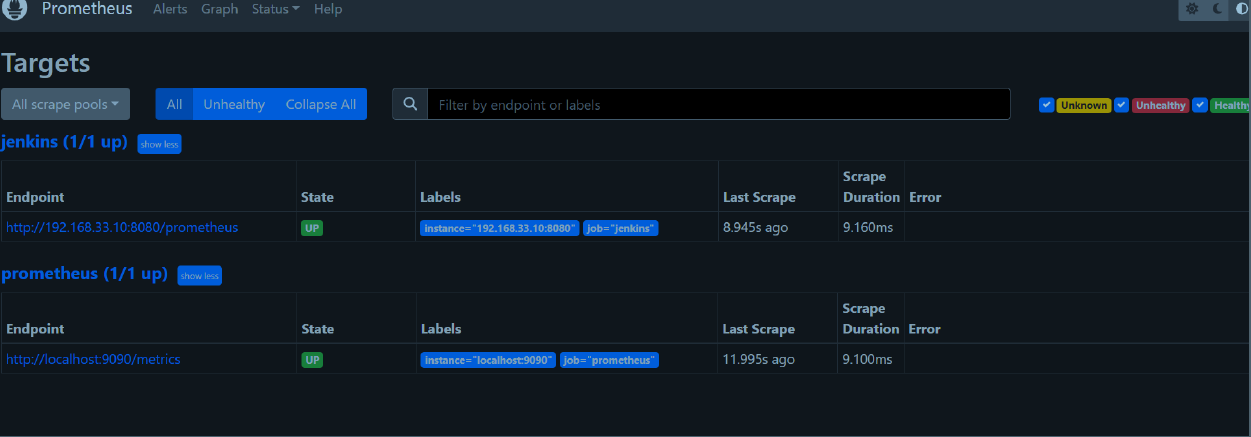 Prometheus Alerts Graph Status Help
Targets
All scrape pools All Unhealthy Collapse All Filter by endpoint or labels Unknown Unhealthy Healthy
jenkins (1/1 up) show less
Endpoint State Labels Last Scrape Scrape Duration Error
http://192.168.33.10:8080/prometheus UP instance="192.168.33.10:8080" job="jenkins" 8.945s ago 9.160ms
prometheus (1/1 up) show less
Endpoint State Labels Last Scrape Scrape Duration Error
http://localhost:9090/metrics UP instance="localhost:9090" job="prometheus" 11.995s ago 9.100ms